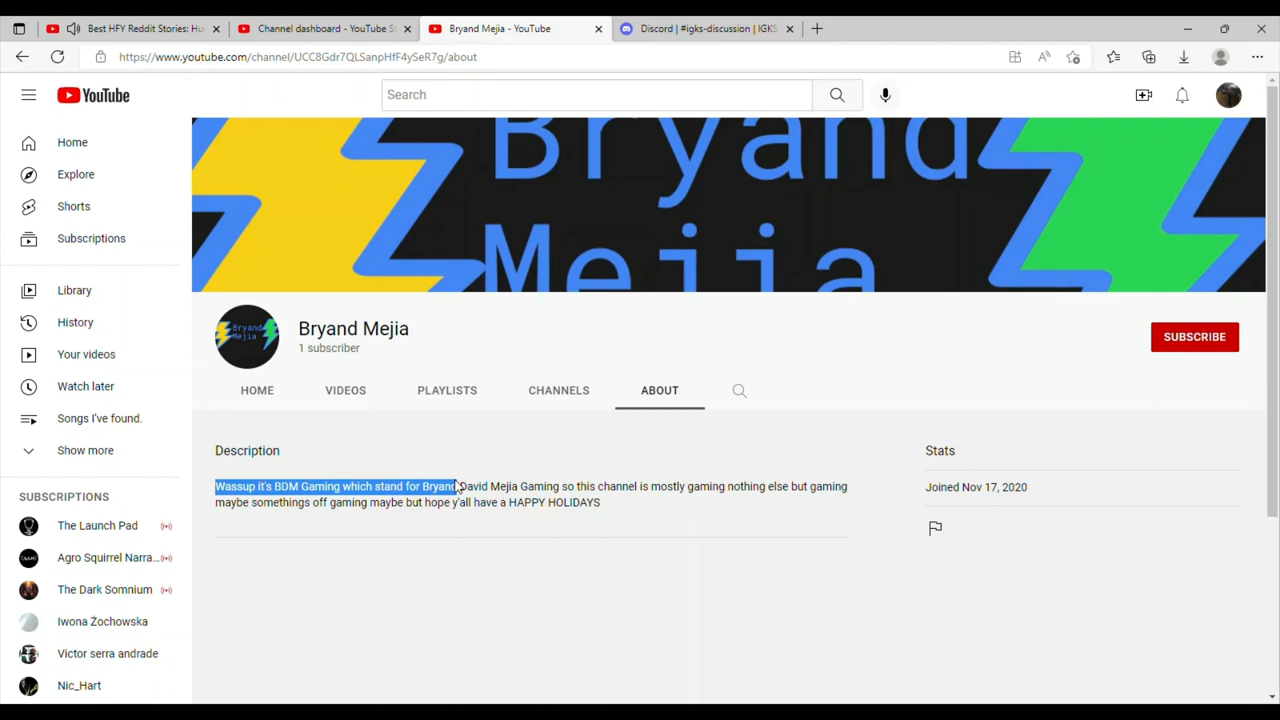 Best HFY Reddit Stories: Hu
Channel dashboard - YouTube St
Bryand Mejia - YouTube
Discord | #igks-discussion | IGKS
https://www.youtube.com/channel/UCC8Gdr7QLSanpHfF4ySeR7g/about
YouTube
Search
Home
Explore
Shorts
Subscriptions
Library
History
Your videos
Watch later
Songs I've found.
Show more
SUBSCRIPTIONS
The Launch Pad
Agro Squirrel Narra...
The Dark Somnium
Iwona Żochowska
Victor serra andrade
Nic_Hart
Bryand
Mejia
Bryand
Mejia
Bryand Mejia
1 subscriber
SUBSCRIBE
HOME
VIDEOS
PLAYLISTS
CHANNELS
ABOUT
Description
Wassup it's BDM Gaming which stand for Bryand David Mejia Gaming so this channel is mostly gaming nothing else but gaming
maybe somethings off gaming maybe but hope y'all have a HAPPY HOLIDAYS
Stats
Joined Nov 17, 2020